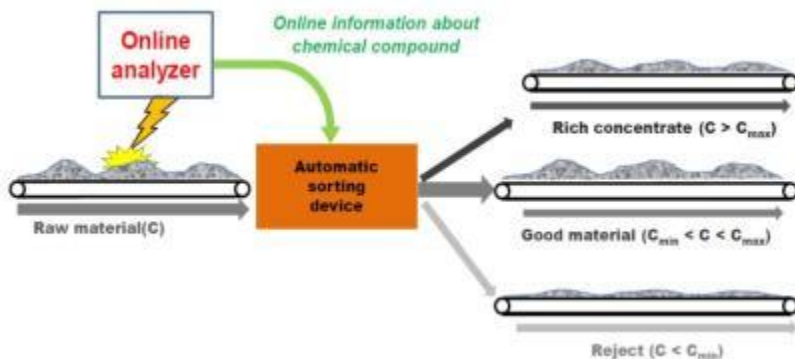 Online
analyzer
Online information about
chemical compound
Raw material(C)
Automatic
sorting
device
Rich concentrate (C > Cmax)
Good material (Cmin < C < Cmax)
Reject (C < Cmin)